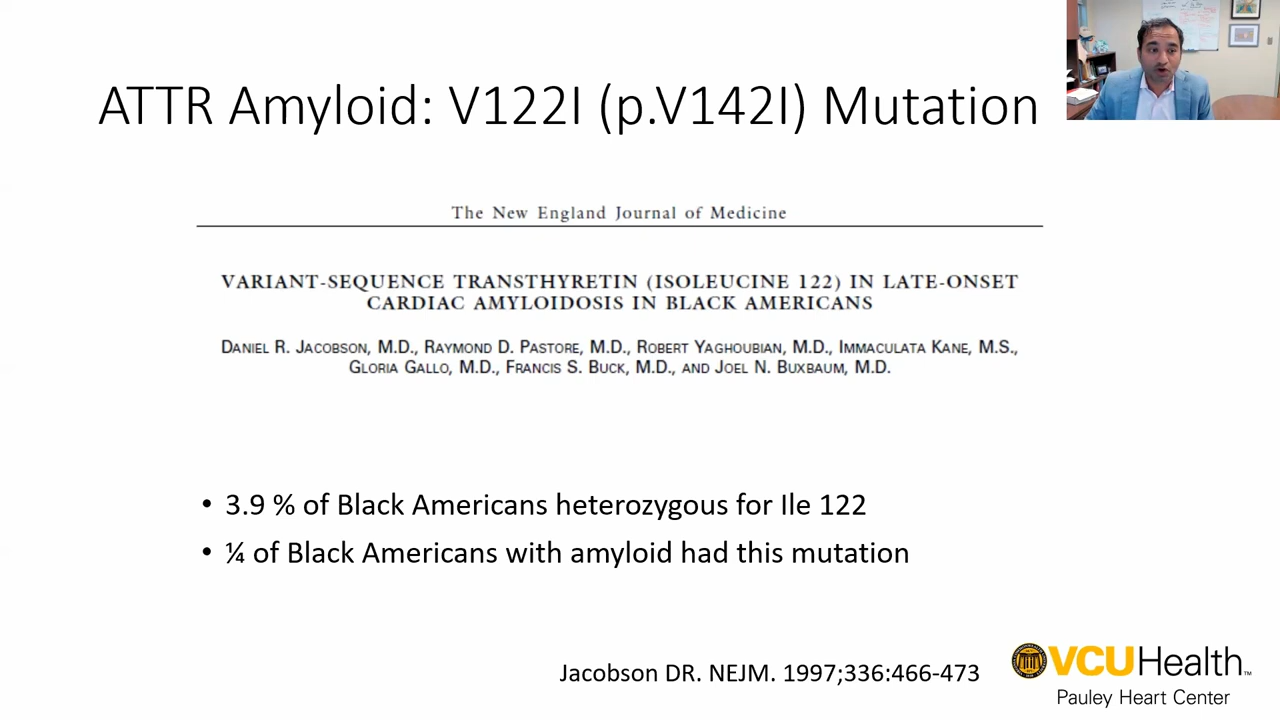 ATTR Amyloid: V122I (p.V142I) Mutation
The New England Journal of Medicine
VARIANT-SEQUENCE TRANSTHYRETIN (ISOLEUCINE 122) IN LATE-ONSET
CARDIAC AMYLOIDOSIS IN BLACK AMERICANS
DANIEL R. JACOBSON, M.D., RAYMOND D. PASTORE, M.D., ROBERT YAGHOUBIAN, M.D., IMMACULATA KANE, M.S.,
GLORIA GALLO, M.D., FRANCIS S. BUCK, M.D., AND JOEL N. BUXBAUM, M.D.
• 3.9 % of Black Americans heterozygous for Ile 122
• ¼ of Black Americans with amyloid had this mutation
Jacobson DR. NEJM. 1997;336:466-473
VCUHealth™
Pauley Heart Center